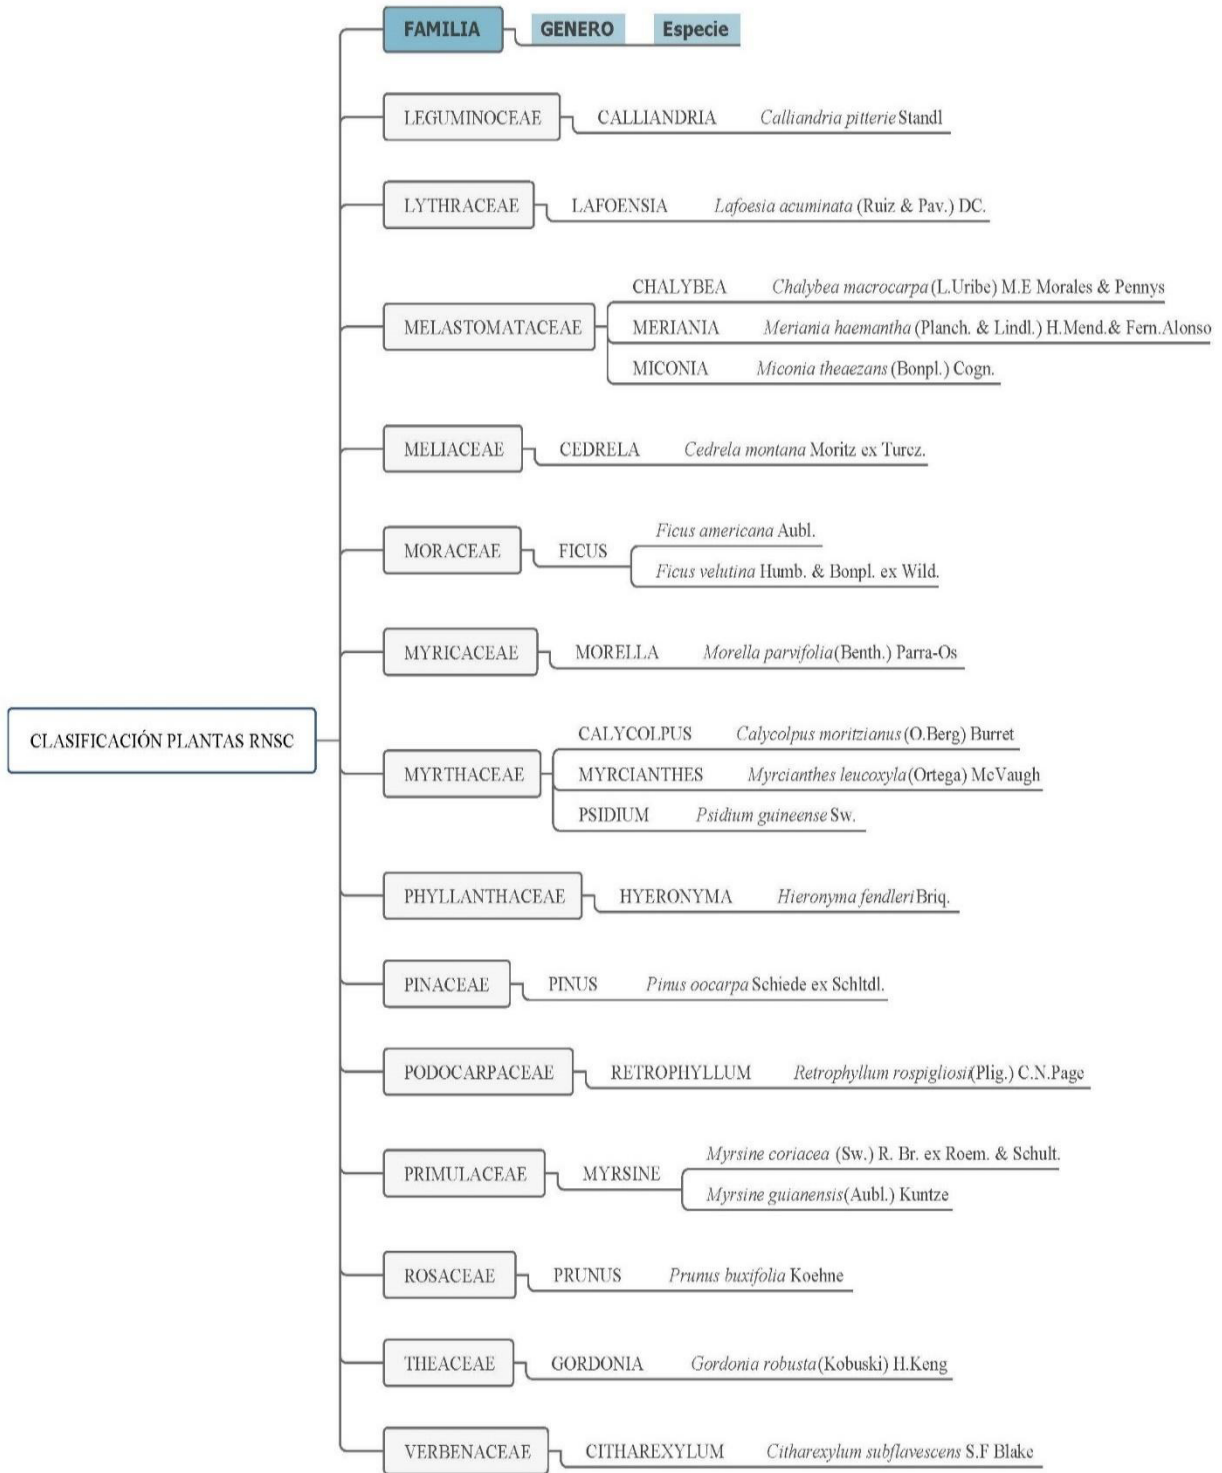 FAMILIA GENERO Especie
LEGUMINOCEAE CALLIANDRIA Calliandria pitterie Standl
LYTHRACEAE LAFOENSIA Lafoesia acuminata (Ruiz & Pav.) DC.
MELASTOMATACEAE
CHALYBEA Chalybea macrocarpa (L.Uribe) M.E Morales & Pennys
MERIANIA Meriania haemantha (Planch. & Lindl.) H.Mend.& Fern.Alonso
MICONIA Miconia theaezans (Bonpl.) Cogn.
MELIACEAE CEDRELA Cedrela montana Moritz ex Turcz.
MORACEAE FICUS
Ficus americana Aubl.
Ficus velutina Humb. & Bonpl. ex Wild.
MYRICACEAE MORELLA Morella parvifolia (Benth.) Parra-Os
CLASIFICACIÓN PLANTAS RNSC
MYRTHACEAE
CALYCOLPUS Calycolpus moritzianus (O.Berg) Burret
MYRCIANTHES Myrcianthes leucoxyla (Ortega) McVaugh
PSIDIUM Psidium guineense Sw.
PHYLLANTHACEAE HYERONYMA Hieronyma fendleri Briq.
PINACEAE PINUS Pinus oocarpa Schiede ex Schltdl.
PODOCARPACEAE RETROPHYLLUM Retrophyllum rospigliosii (Plig.) C.N.Page
PRIMULACEAE MYRSINE
Myrsine coriacea (Sw.) R. Br. ex Roem. & Schult.
Myrsine guianensis (Aubl.) Kuntze
ROSACEAE PRUNUS Prunus buxifolia Koehne
THEACEAE GORDONIA Gordonia robusta (Kobuski) H.Keng
VERBENACEAE CITHAREXYLUM Citharexylum subflavescens S.F Blake